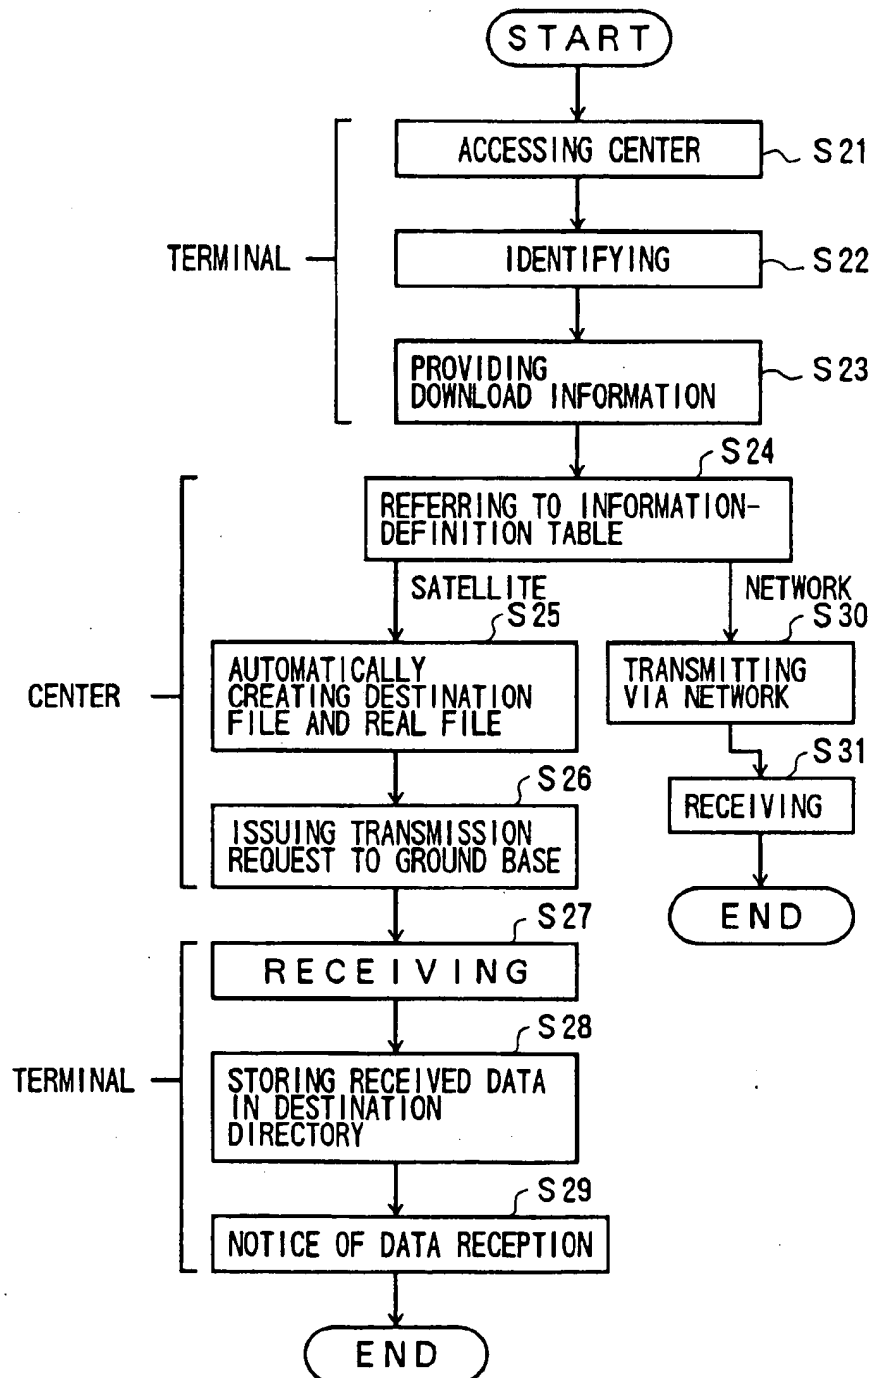 START
ACCESSING CENTER
S21
TERMINAL
IDENTIFYING
S22
PROVIDING
DOWNLOAD INFORMATION
S23
S24
REFERRING TO INFORMATION-
DEFINITION TABLE
SATELLITE
NETWORK
S25
S30
CENTER
AUTOMATICALLY
CREATING DESTINATION
FILE AND REAL FILE
TRANSMITTING
VIA NETWORK
S26
S31
ISSUING TRANSMISSION
REQUEST TO GROUND BASE
RECEIVING
END
S27
RECEIVING
S28
TERMINAL
STORING RECEIVED DATA
IN DESTINATION
DIRECTORY
S29
NOTICE OF DATA RECEPTION
END